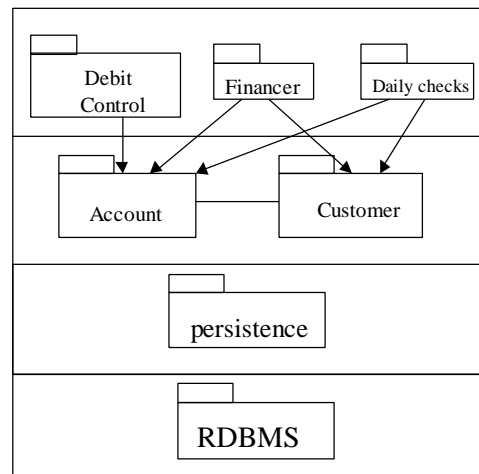 Debit
Control
Financer
Daily checks
Account
Customer
persistence
RDBMS